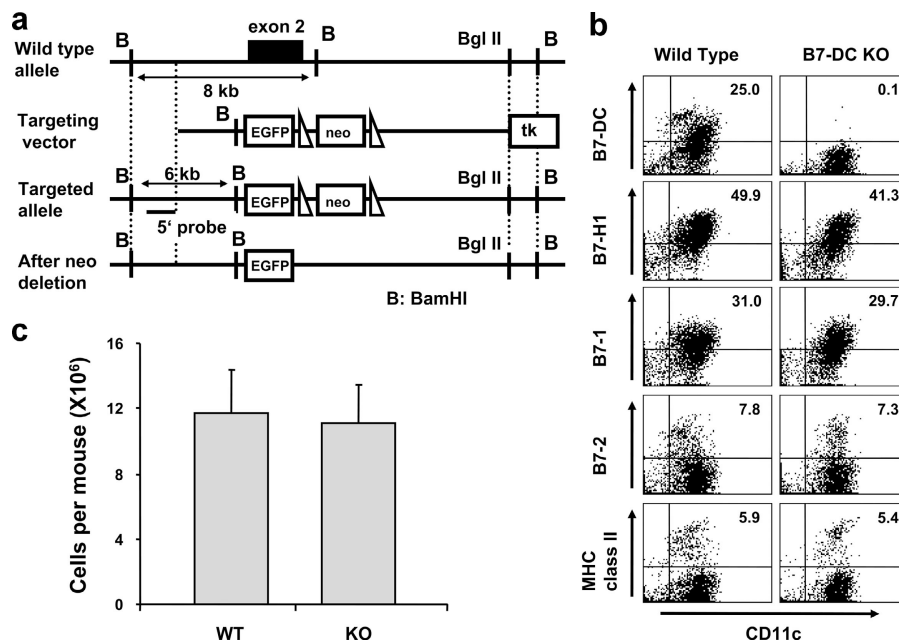 a
exon 2
B
B
Bgl II
B
Wild type
allele
8 kb
Targeting
vector
B
EGFP
neo
tk
6 kb
Targeted
allele
B
B
EGFP
neo
Bgl II
B
5‘ probe
After neo
deletion
B
B
EGFP
Bgl II
B
B: BamHI
b
Wild Type
B7-DC KO
B7-DC
25.0
0.1
B7-H1
49.9
41.3
B7-1
31.0
29.7
B7-2
7.8
7.3
MHC
class II
5.9
5.4
CD11c
c
Cells per mouse (X10⁶)
16
12
8
4
0
WT
KO